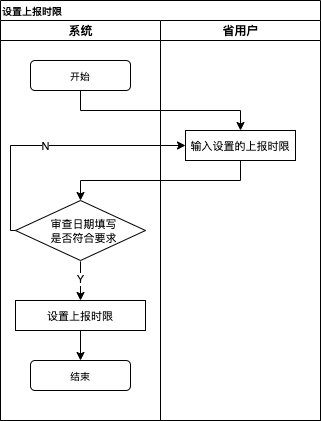 设置上报时限
系统
省用户
开始
输入设置的上报时限
N
审查日期填写
是否符合要求
Y
设置上报时限
结束